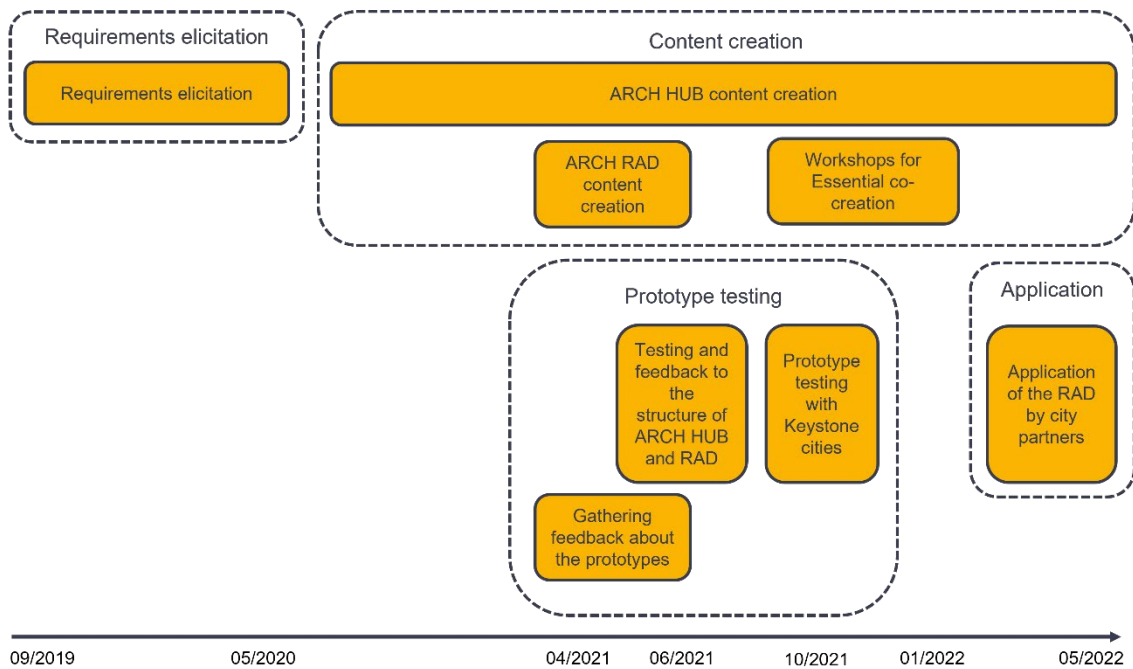 Requirements elicitation
Requirements elicitation
Content creation
ARCH HUB content creation
ARCH RAD
content
creation
Workshops for
Essential co-
creation
Prototype testing
Testing and
feedback to
the
structure of
ARCH HUB
and RAD
Prototype
testing
with
Keystone
cities
Gathering
feedback about
the prototypes
Application
Application
of the RAD
by city
partners
09/2019
05/2020
04/2021
06/2021
10/2021
01/2022
05/2022